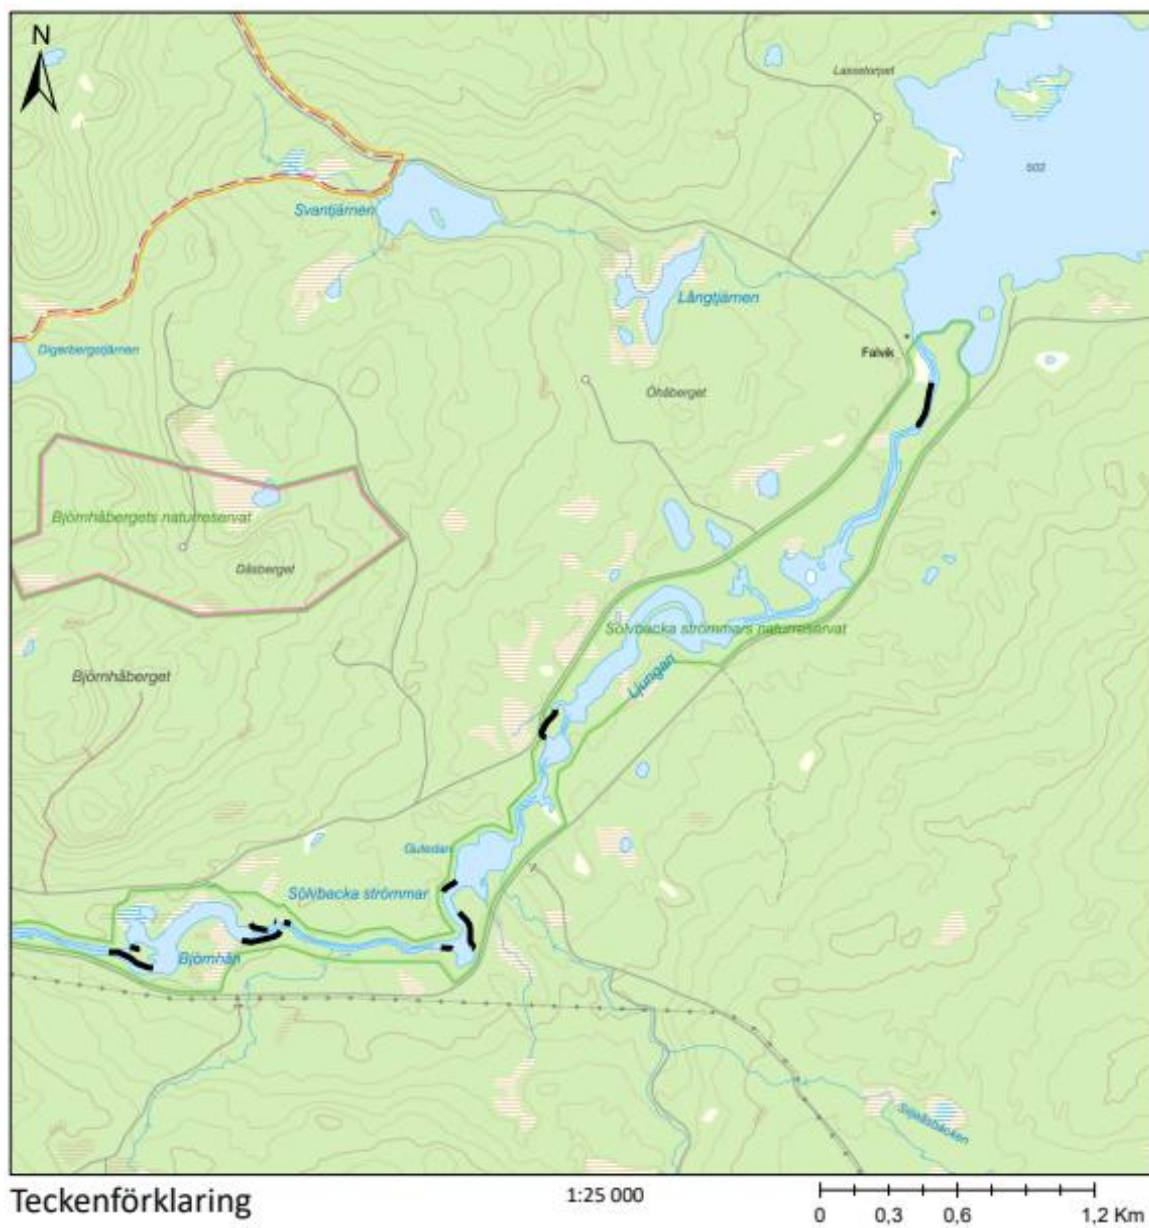 N
Lassetorpet
502
Svantjärnen
Långtjärnen
Digerbergstjärnen
Falvik
Öhåberget
Björnhåbergets naturreservat
Dåsberget
Sölvbacka strömmars naturreservat
Björnhåberget
Ljungan
Gutedan
Sölvbacka strömmar
Björnhån
Teckenförklaring
1:25 000
0 0,3 0,6 1,2 Km